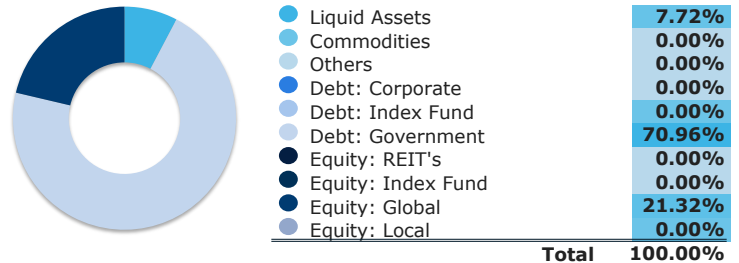 Liquid Assets 7.72%
Commodities 0.00%
Others 0.00%
Debt: Corporate 0.00%
Debt: Index Fund 0.00%
Debt: Government 70.96%
Equity: REIT's 0.00%
Equity: Index Fund 0.00%
Equity: Global 21.32%
Equity: Local 0.00%
Total 100.00%